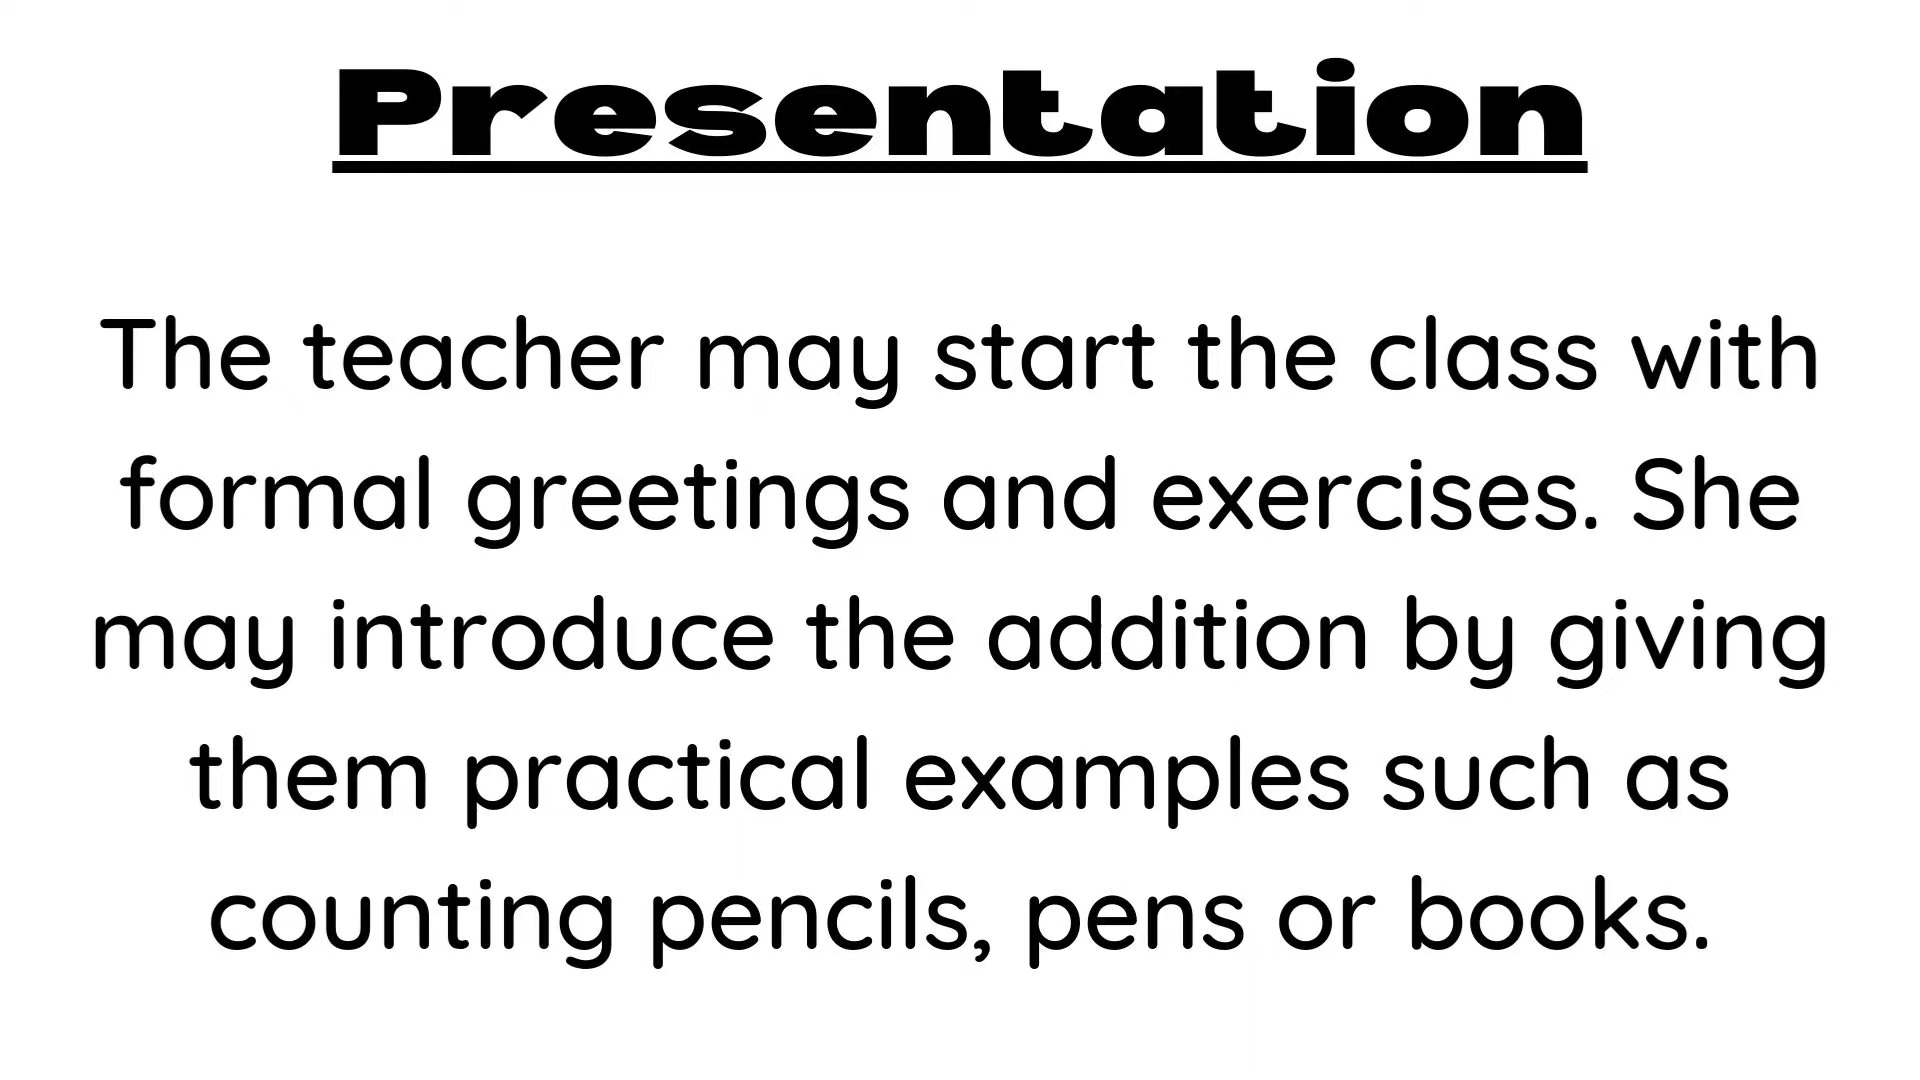 Presentation
The teacher may start the class with
formal greetings and exercises. She
may introduce the addition by giving
them practical examples such as
counting pencils, pens or books.